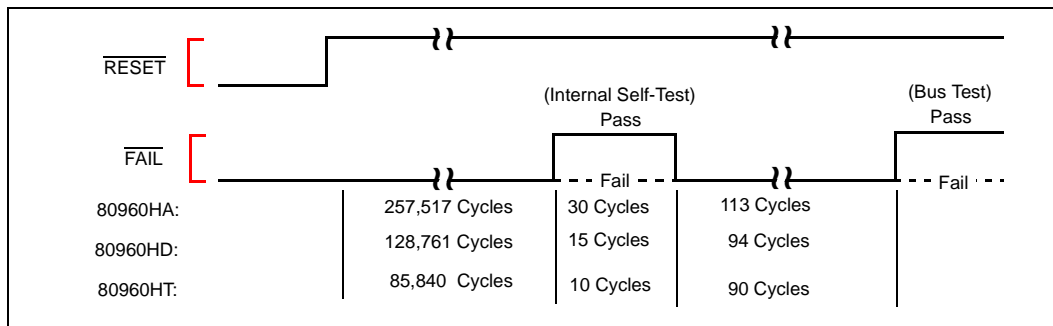 RESET
(Internal Self-Test)
Pass
(Bus Test)
Pass
FAIL
Fail
Fail
80960HA: 257,517 Cycles 30 Cycles 113 Cycles
80960HD: 128,761 Cycles 15 Cycles 94 Cycles
80960HT: 85,840 Cycles 10 Cycles 90 Cycles